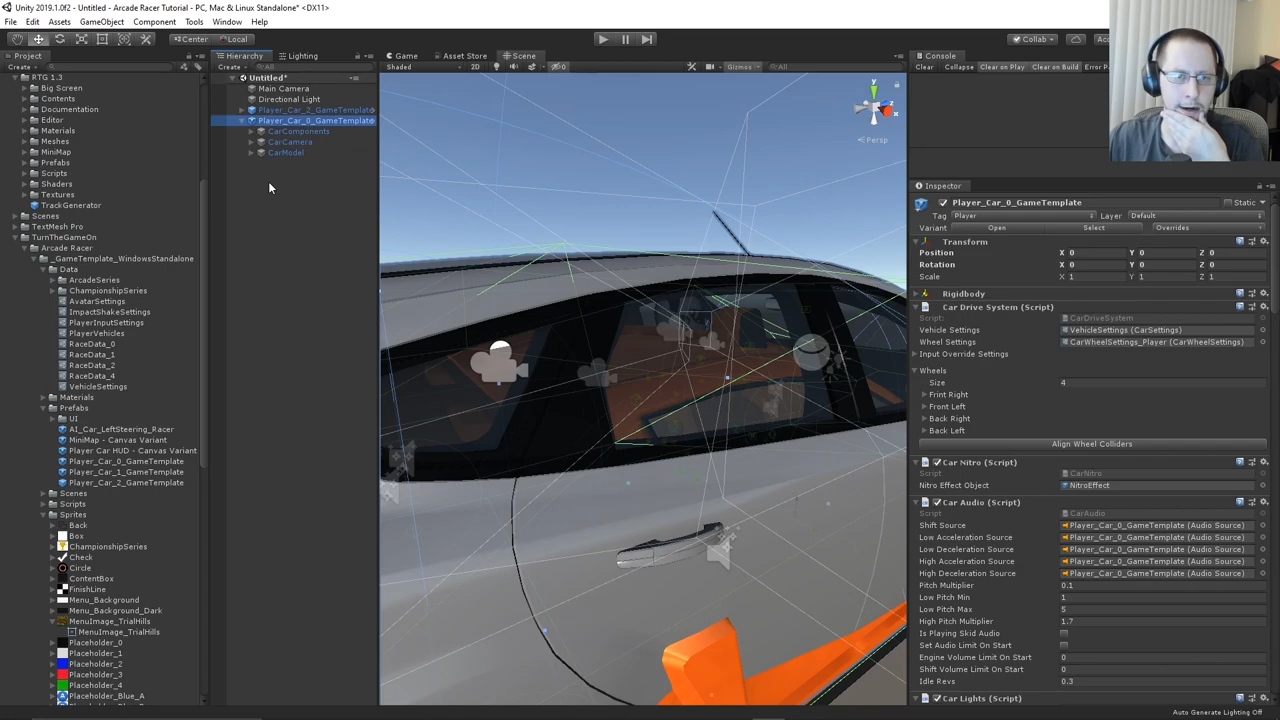 Unity 2019.1.0f2 - Untitled - Arcade Racer Tutorial - PC, Mac & Linux Standalone* <DX11>
File Edit Assets GameObject Component Tools Window Help
Center Local Collab
Project Hierarchy Lighting Game Asset Store Scene Console
Create All Create All Shaded 2D 0 Gizmos All Clear Collapse Clear on Play Clear on Build
RTG 1.3
Big Screen
Contents
Documentation
Editor
Materials
Meshes
MiniMap
Prefabs
Scripts
Shaders
Textures
TrackGenerator
Scenes
TextMesh Pro
TurnTheGameOn
Arcade Racer
_GameTemplate_WindowsStandalone
Data
ArcadeSeries
ChampionshipSeries
AvatarSettings
ImpactShakeSettings
PlayerInputSettings
PlayerVehicles
RaceData_0
RaceData_1
RaceData_2
RaceData_4
VehicleSettings
Materials
Prefabs
UI
AI_Car_LeftSteering_Racer
MiniMap - Canvas Variant
Player Car HUD - Canvas Variant
Player_Car_0_GameTemplate
Player_Car_1_GameTemplate
Player_Car_2_GameTemplate
Scenes
Scripts
Sprites
Back
Box
ChampionshipSeries
Check
Circle
ContentBox
FinishLine
Menu_Background
Menu_Background_Dark
MenuImage_TrialHills
MenuImage_TrialHills
Placeholder_0
Placeholder_1
Placeholder_2
Placeholder_3
Placeholder_4
Placeholder_Blue_A
Untitled*
Main Camera
Directional Light
Player_Car_2_GameTemplate
Player_Car_0_GameTemplate
CarComponents
CarCamera
CarModel
y
z
Persp
Inspector
Player_Car_0_GameTemplate Static
Tag Player Layer Default
Variant Open Select Overrides
Transform
Position X 0 Y 0 Z 0
Rotation X 0 Y 0 Z 0
Scale X 1 Y 1 Z 1
Rigidbody
Car Drive System (Script)
Script CarDriveSystem
Vehicle Settings VehicleSettings (CarSettings)
Wheel Settings CarWheelSettings_Player (CarWheelSettings)
Input Override Settings
Wheels
Size 4
Frint Right
Front Left
Back Right
Back Left
Align Wheel Colliders
Car Nitro (Script)
Script CarNitro
Nitro Effect Object NitroEffect
Car Audio (Script)
Script CarAudio
Shift Source Player_Car_0_GameTemplate (Audio Source)
Low Acceleration Source Player_Car_0_GameTemplate (Audio Source)
Low Deceleration Source Player_Car_0_GameTemplate (Audio Source)
High Acceleration Source Player_Car_0_GameTemplate (Audio Source)
High Deceleration Source Player_Car_0_GameTemplate (Audio Source)
Pitch Multiplier 0.1
Low Pitch Min 1
Low Pitch Max 5
High Pitch Multiplier 1.7
Is Playing Skid Audio
Set Audio Limit On Start
Engine Volume Limit On Start 0
Shift Volume Limit On Start 0
Idle Revs 0.3
Car Lights (Script)
Auto Generate Lighting Off